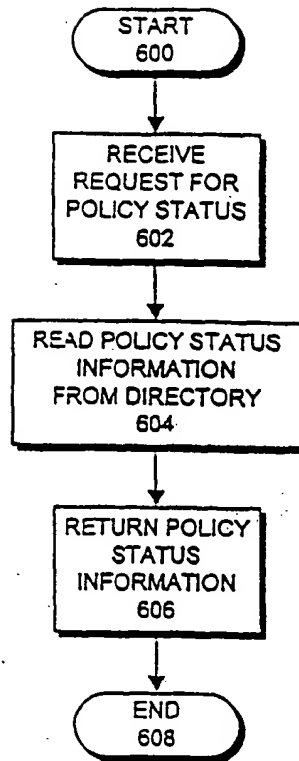 START
600
RECEIVE
REQUEST FOR
POLICY STATUS
602
READ POLICY STATUS
INFORMATION
FROM DIRECTORY
604
RETURN POLICY
STATUS
INFORMATION
606
END
608